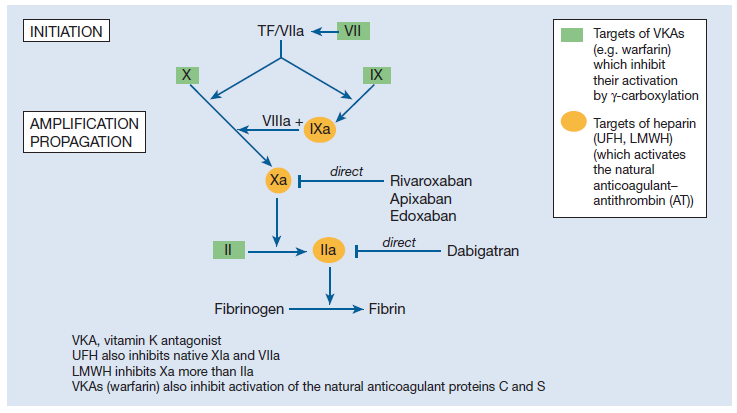 INITIATION
TF/VIIa
VII
X
IX
AMPLIFICATION
PROPAGATION
VIIIa +
IXa
Xa
direct
Rivaroxaban
Apixaban
Edoxaban
II
IIa
direct
Dabigatran
Fibrinogen
Fibrin
VKA, vitamin K antagonist
UFH also inhibits native XIa and VIIa
LMWH inhibits Xa more than IIa
VKAs (warfarin) also inhibit activation of the natural anticoagulant proteins C and S
Targets of VKAs
(e.g. warfarin)
which inhibit
their activation
by γ-carboxylation
Targets of heparin
(UFH, LMWH)
(which activates
the natural
anticoagulant–
antithrombin (AT))